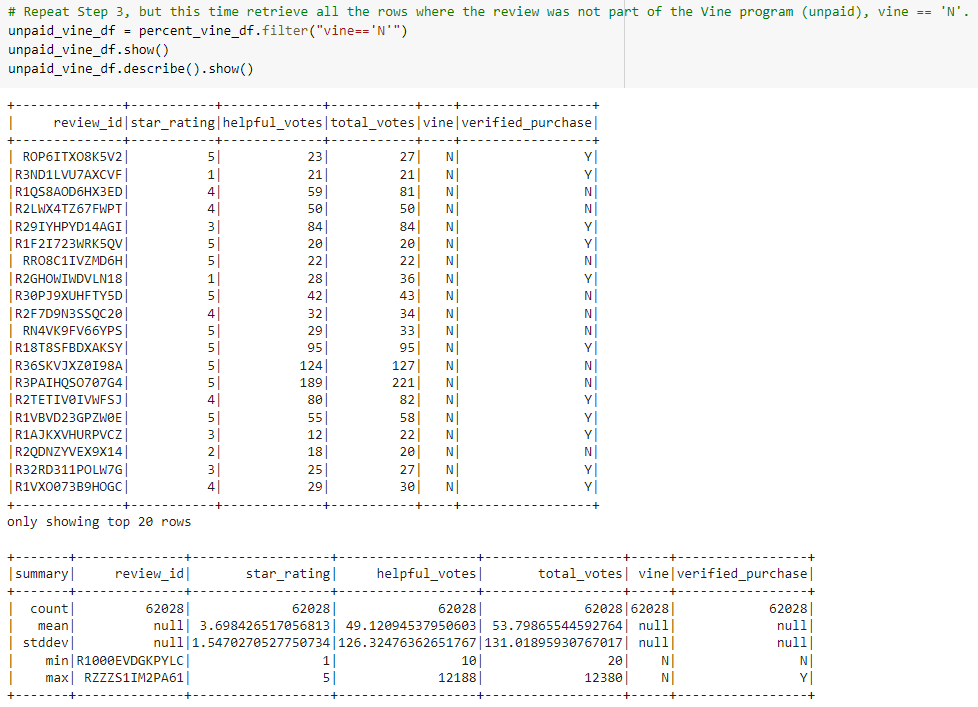 # Repeat Step 3, but this time retrieve all the rows where the review was not part of the Vine program (unpaid), vine == 'N'.
unpaid_vine_df = percent_vine_df.filter("vine=='N'")
unpaid_vine_df.show()
unpaid_vine_df.describe().show()
+--------------+-----------+-------------+-----------+----+-----------------+
|     review_id|star_rating|helpful_votes|total_votes|vine|verified_purchase|
+--------------+-----------+-------------+-----------+----+-----------------+
| ROP6ITXO8K5V2|          5|           23|         27|   N|                Y|
|R3ND1LVU7AXCVF|          1|           21|         21|   N|                Y|
|R1QS8AOD6HX3ED|          4|           59|         81|   N|                N|
|R2LWX4TZ67FWPT|          4|           50|         50|   N|                N|
|R29IYHPYD14AGI|          3|           84|         84|   N|                Y|
|R1F2I723WRK5QV|          5|           20|         20|   N|                Y|
| RRO8C1IVZMD6H|          5|           22|         22|   N|                N|
|R2GHOWIWDVLN18|          1|           28|         36|   N|                Y|
|R30PJ9XUHFTY5D|          5|           42|         43|   N|                N|
|R2F7D9N3SSQC20|          4|           32|         34|   N|                N|
| RN4VK9FV66YPS|          5|           29|         33|   N|                N|
|R18T8SFBDXAKSY|          5|           95|         95|   N|                Y|
|R36SKVJXZ0I98A|          5|          124|        127|   N|                N|
|R3PAIHQSO707G4|          5|          189|        221|   N|                N|
|R2TETIV0IVWFSJ|          4|           80|         82|   N|                Y|
|R1VBVD23GPZW0E|          5|           55|         58|   N|                Y|
|R1AJKXVHURPVCZ|          3|           12|         22|   N|                Y|
|R2QDNZYVEX9X14|          2|           18|         20|   N|                N|
|R32RD311POLW7G|          3|           25|         27|   N|                Y|
|R1VXO073B9HOGC|          4|           29|         30|   N|                Y|
+--------------+-----------+-------------+-----------+----+-----------------+
only showing top 20 rows
+-------+--------------+------------------+------------------+------------------+-----+-----------------+
|summary|     review_id|       star_rating|     helpful_votes|       total_votes| vine|verified_purchase|
+-------+--------------+------------------+------------------+------------------+-----+-----------------+
|  count|         62028|             62028|             62028|             62028|62028|            62028|
|   mean|          null| 3.698426517056813| 49.12094537950603| 53.79865544592764| null|             null|
| stddev|          null|1.5470270527750734|126.32476362651767|131.01895930767017| null|             null|
|    min|R1000EVDGKPYLC|                 1|                10|                20|    N|                N|
|    max| RZZZS1IM2PA61|                 5|             12188|             12380|    N|                Y|
+-------+--------------+------------------+------------------+------------------+-----+-----------------+